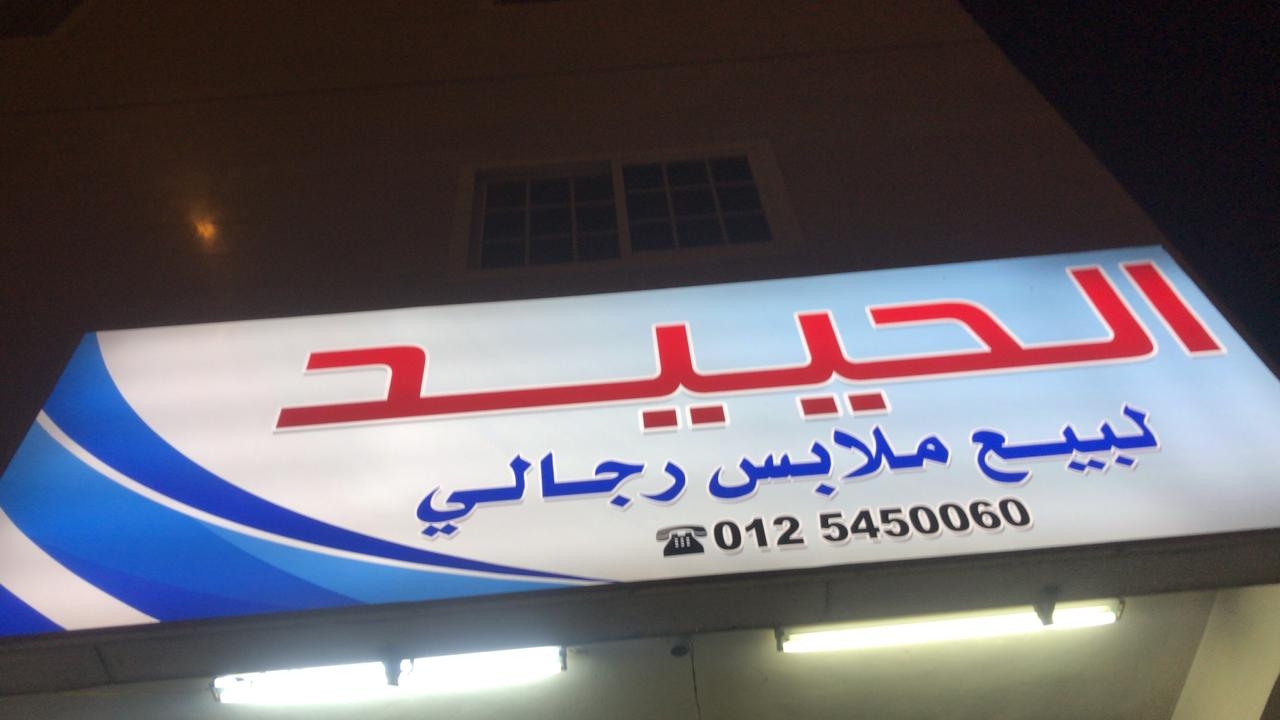 الحييد
لبيع ملابس رجالي
012 5450060